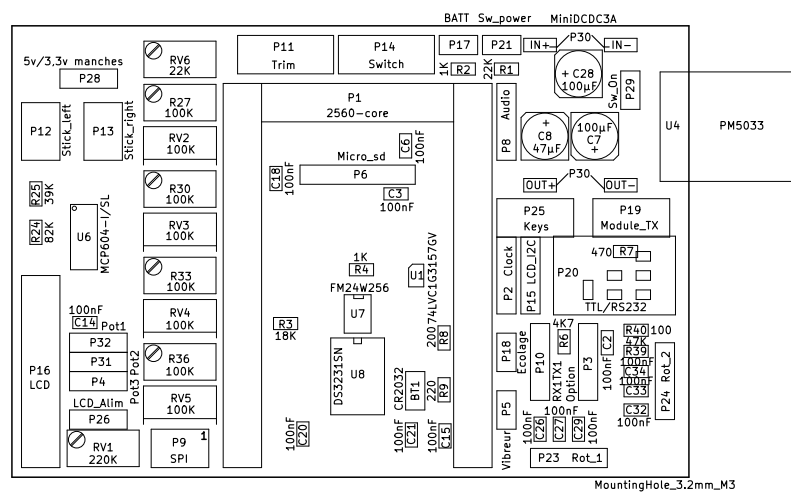 BATT Sw_power MiniDCDC3A
5v/3,3v manches
P28
RV6
22K
P11
Trim
P14
Switch
P17
P21
IN+
P30
IN-
1K
R2
22K
R1
+ C28
100µF
Sw_On
P29
P12
Stick_left
P13
Stick_right
R27
100K
RV2
100K
P1
2560-core
Audio
P8
+
C8
47µF
100µF
C7
+
U4
PM5033
C6
100nF
Micro_sd
P6
C18
100nF
C3
100nF
OUT+
P30
OUT-
R25
39K
R24
82K
U6
MCP604-I/SL
R30
100K
RV3
100K
P25
Keys
P19
Module_TX
1K
R4
FM24W256
U7
U1
74LVC1G3157GV
Clock
P2
LCD_I2C
P15
470
R7
P20
TTL/RS232
R33
100K
RV4
100K
100nF
C14
Pot1
P32
P31
P4
Pot2
Pot3
P16
LCD
R3
18K
DS3231SN
U8
200
R8
CR2032
BT1
220
R9
P18
Ecolage
P10
4K7
R6
RX1TX1
Option
P3
C2
100nF
R40
100
47K
R39
100nF
C34
100nF
C33
C32
100nF
Rot_2
P24
R36
100K
RV5
100K
LCD_Alim
P26
RV1
220K
P9
SPI
1
100nF
C20
100nF
C21
100nF
C15
P5
Vibreur
100nF
100nF
C26
C27
C29
100nF
P23 Rot_1
MountingHole_3.2mm_M3